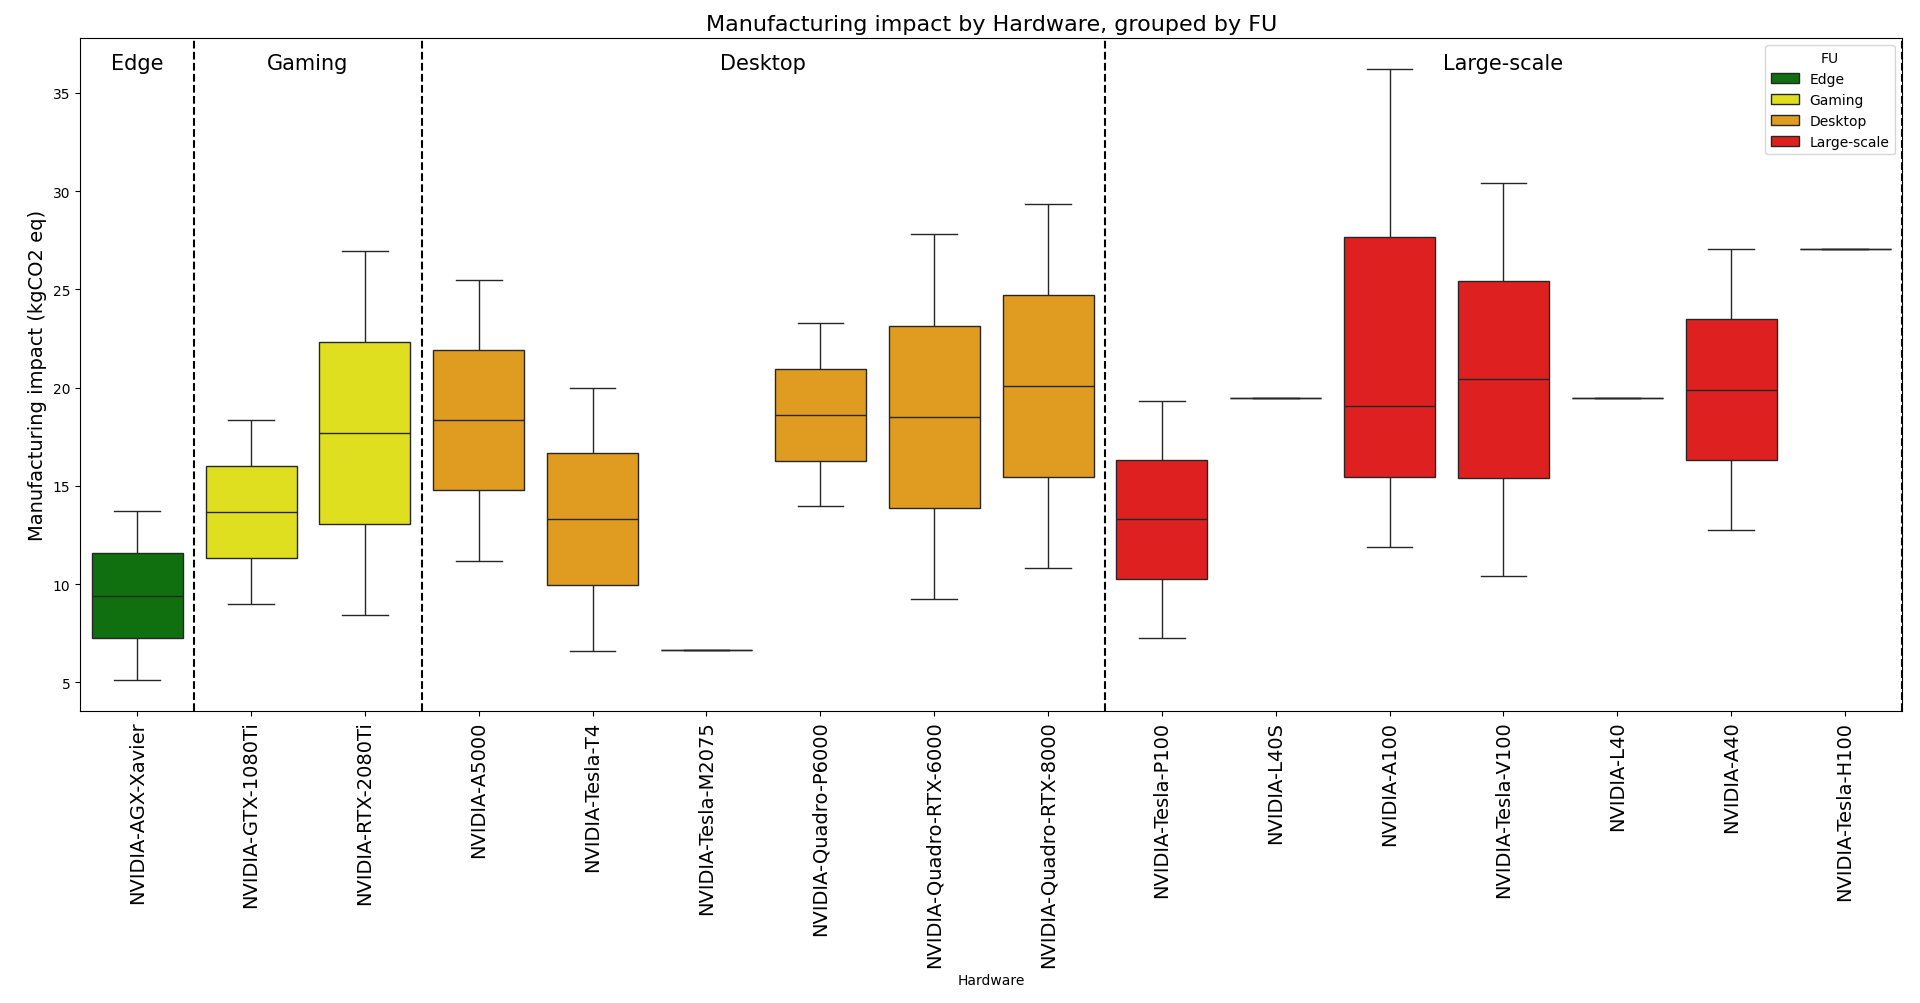 Manufacturing impact by Hardware, grouped by FU
Edge
Gaming
Desktop
Large-scale
FU
Edge
Gaming
Desktop
Large-scale
Manufacturing impact (kgCO2 eq)
35
30
25
20
15
10
5
NVIDIA-AGX-Xavier
NVIDIA-GTX-1080Ti
NVIDIA-RTX-2080Ti
NVIDIA-A5000
NVIDIA-Tesla-T4
NVIDIA-Tesla-M2075
NVIDIA-Quadro-P6000
NVIDIA-Quadro-RTX-6000
NVIDIA-Quadro-RTX-8000
NVIDIA-Tesla-P100
NVIDIA-L40S
NVIDIA-A100
NVIDIA-Tesla-V100
NVIDIA-L40
NVIDIA-A40
NVIDIA-Tesla-H100
Hardware